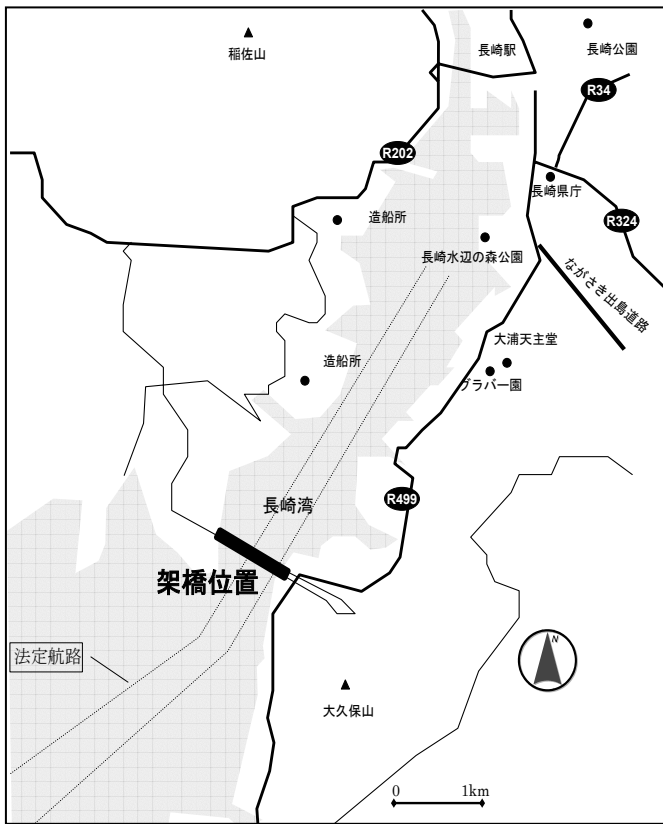 稲佐山
長崎駅
長崎公園
R34
R202
長崎県庁
造船所
R324
長崎水辺の森公園
ながさき出島道路
大浦天主堂
造船所
グラバー園
R499
長崎湾
架橋位置
法定航路
N
大久保山
0 1km